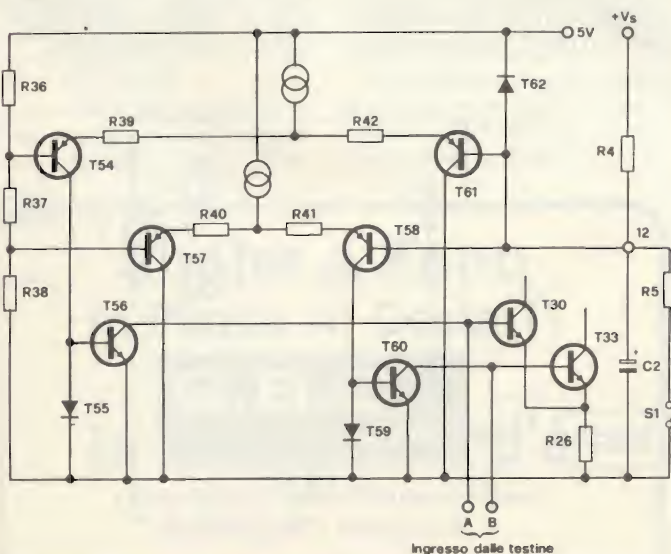 5V
+Vs
R36
T62
R39
R42
R4
T54
T61
R37
R40
R41
T58
12
T57
R38
R5
T30
T56
T33
T60
C2
+
S1
T55
T59
R26
A
B
Ingresso dalle testine